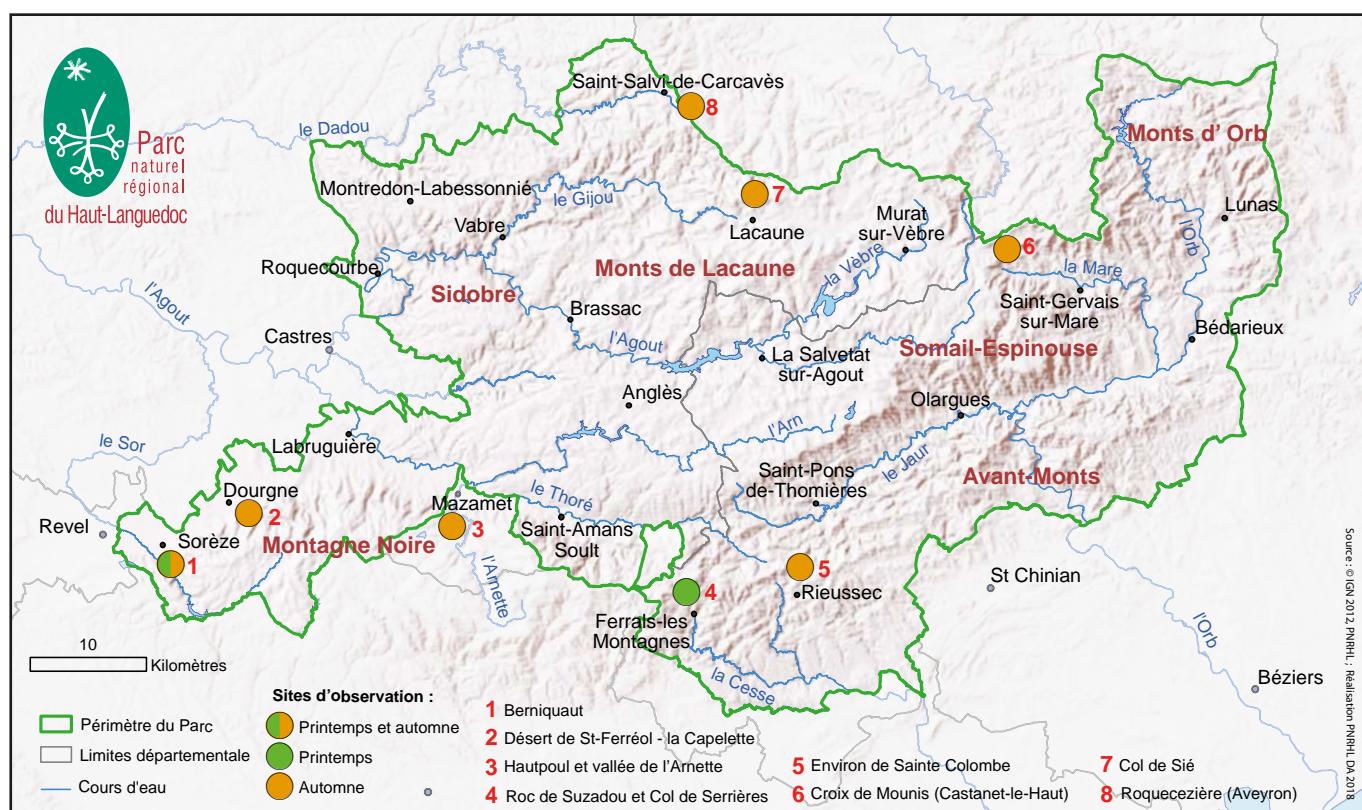 Parc
naturel
régional
du Haut-Languedoc
Saint-Salvi-de-Carcavès
8
le Dadou
Monts d' Orb
Montredon-Labessonnié
le Gijou
7
Murat
sur-Vèbre
Lunas
Vabre
Lacaune
l'Orb
6
Roquecourbe
Monts de Lacaune
la Vèbre
la Mare
Sidobre
l'Agout
Brassac
Saint-Gervais
sur-Mare
Bédarieux
Castres
l'Agout
La Salvetat
sur-Agout
Somail-Espinouse
Anglès
Olargues
l'Arn
Labruguière
le Sor
Saint-Pons
de-Thomières
le Jaur
Avant-Monts
Dourgne
2
Mazamet
le Thoré
3
Revel
Sorèze
Montagne Noire
Saint-Amans
Soult
1
l'Arnette
5
St Chinian
4
Rieussec
Ferrals-les
Montagnes
l'Orb
la Cesse
Béziers
10
Kilomètres
Sites d'observation :
Périmètre du Parc
Limites départementale
Cours d'eau
Printemps et automne
Printemps
Automne
1 Berniquaut
2 Désert de St-Ferréol - la Capelette
3 Hautpoul et vallée de l'Arnette
4 Roc de Suzadou et Col de Serrières
5 Environ de Sainte Colombe
6 Croix de Mounis (Castanet-le-Haut)
7 Col de Sié
8 Roquecezière (Aveyron)
Source : © IGN 2012, PNRHL ; Réalisation PNRHL DA 2018